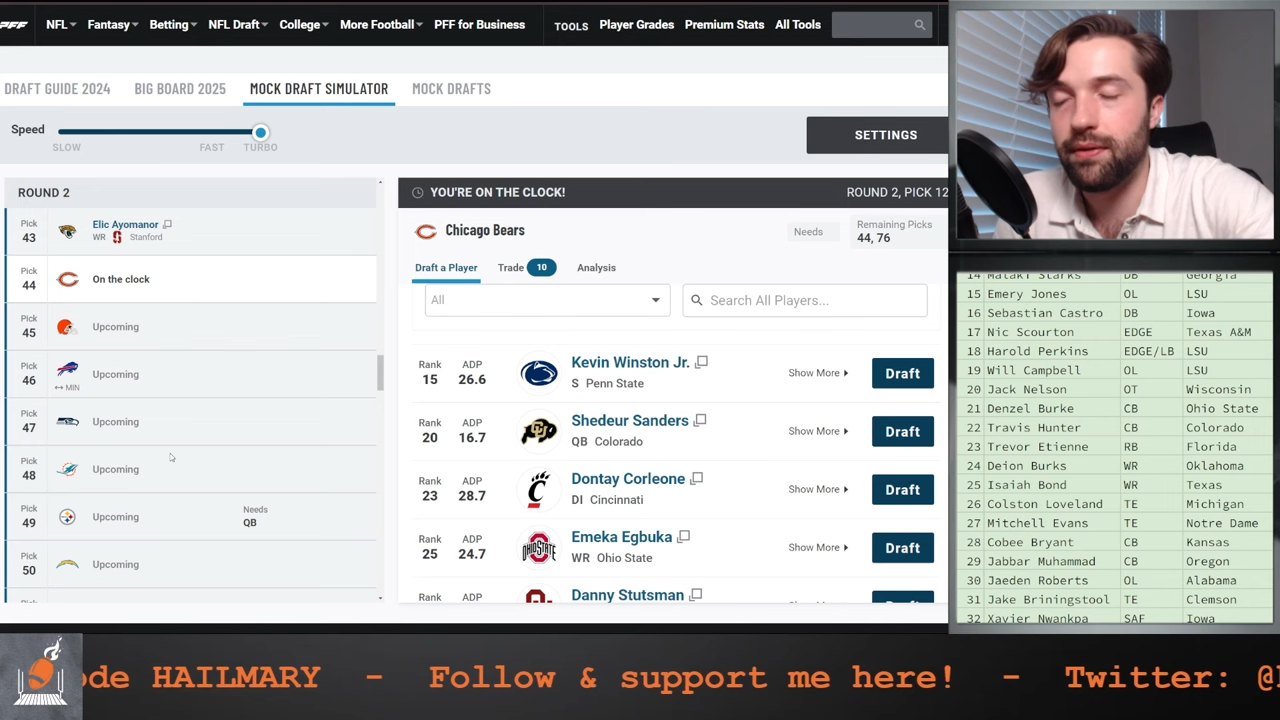 PFF NFL Fantasy Betting NFL Draft College More Football PFF for Business TOOLS Player Grades Premium Stats All Tools
DRAFT GUIDE 2024 BIG BOARD 2025 MOCK DRAFT SIMULATOR MOCK DRAFTS
Speed
SLOW FAST TURBO
SETTINGS
ROUND 2
Pick 43 Elic Ayomanor
WR Stanford
Pick 44 On the clock
Pick 45 Upcoming
Pick 46 Upcoming
↔ MIN
Pick 47 Upcoming
Pick 48 Upcoming
Pick 49 Upcoming Needs
QB
Pick 50 Upcoming
YOU'RE ON THE CLOCK! ROUND 2, PICK 12
Chicago Bears Needs Remaining Picks
44, 76
Draft a Player Trade 10 Analysis
All Search All Players...
Rank 15 ADP 26.6 Kevin Winston Jr. Show More Draft
S Penn State
Rank 20 ADP 16.7 Shedeur Sanders Show More Draft
QB Colorado
Rank 23 ADP 28.7 Dontay Corleone Show More Draft
DI Cincinnati
Rank 25 ADP 24.7 Emeka Egbuka Show More Draft
WR Ohio State
Rank ADP Danny Stutsman
14 Malaki Starks DB Georgia
15 Emery Jones OL LSU
16 Sebastian Castro DB Iowa
17 Nic Scourton EDGE Texas A&M
18 Harold Perkins EDGE/LB LSU
19 Will Campbell OL LSU
20 Jack Nelson OT Wisconsin
21 Denzel Burke CB Ohio State
22 Travis Hunter CB Colorado
23 Trevor Etienne RB Florida
24 Deion Burks WR Oklahoma
25 Isaiah Bond WR Texas
26 Colston Loveland TE Michigan
27 Mitchell Evans TE Notre Dame
28 Cobee Bryant CB Kansas
29 Jabbar Muhammad CB Oregon
30 Jaeden Roberts OL Alabama
31 Jake Briningstool TE Clemson
32 Xavier Nwankpa SAF Iowa
ode HAILMARY - Follow & support me here! - Twitter: